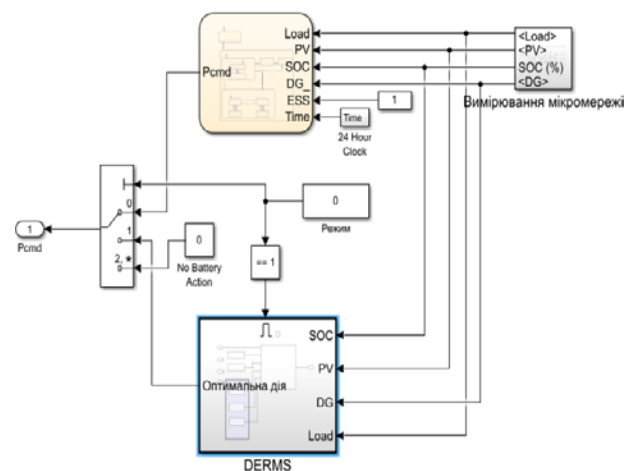 Load
PV
SOC
DG_
ESS
Time
Pcmd
<Load>
<PV>
SOC (%)
<DG>
Вимірювання мікромережі
1
Time
24 Hour
Clock
0
Режим
0
1
2, *
1
Pcmd
0
No Battery
Action
== 1
SOC
PV
DG
Load
Оптимальна дія
DERMS